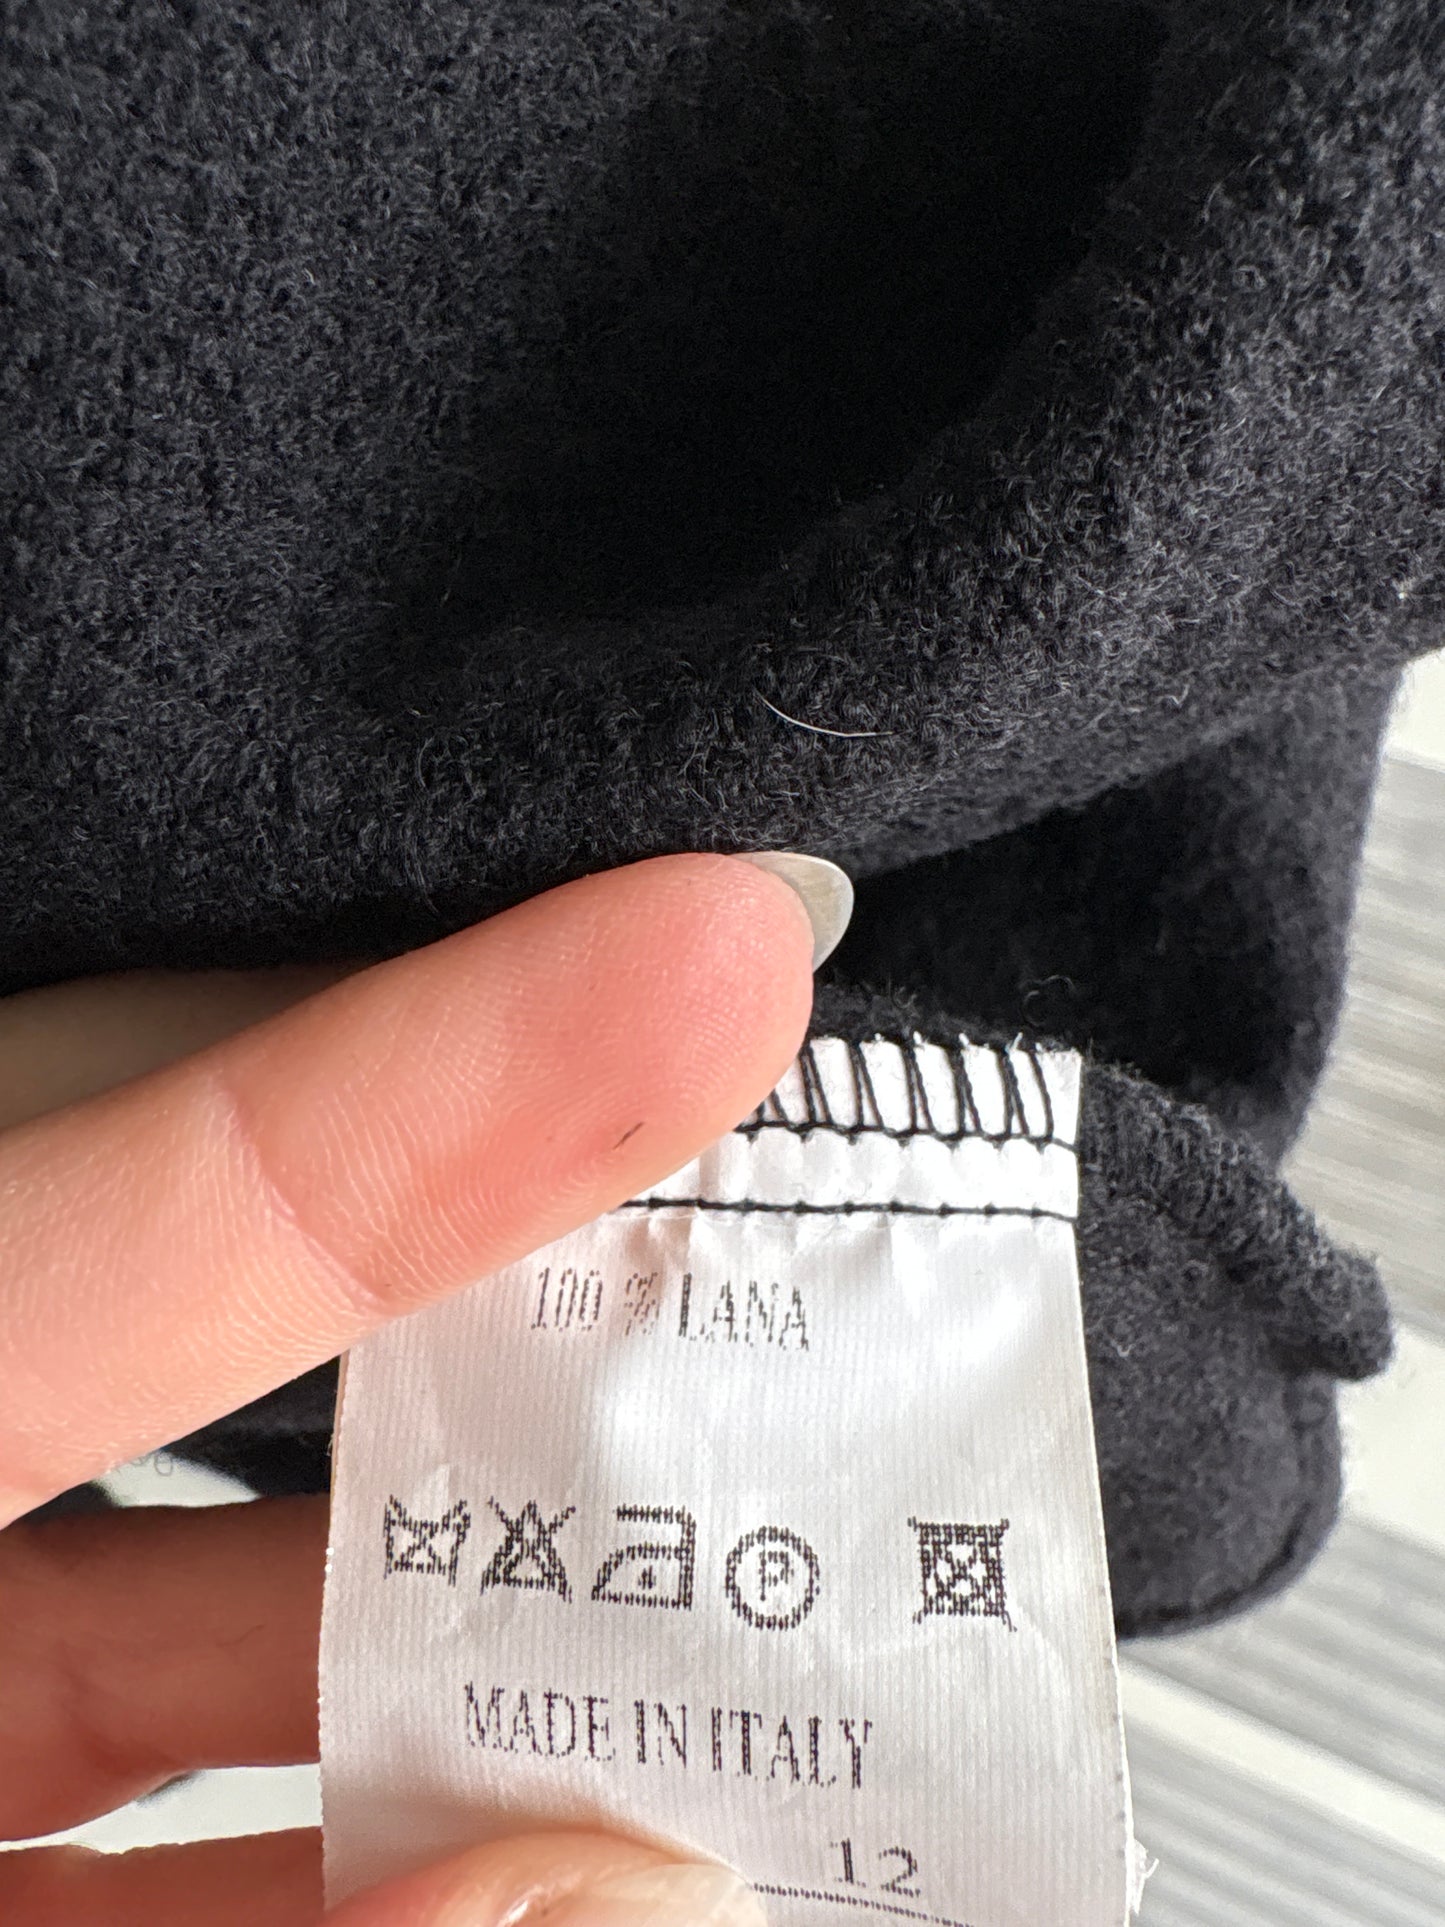 100 % LANA
P
MADE IN ITALY
12